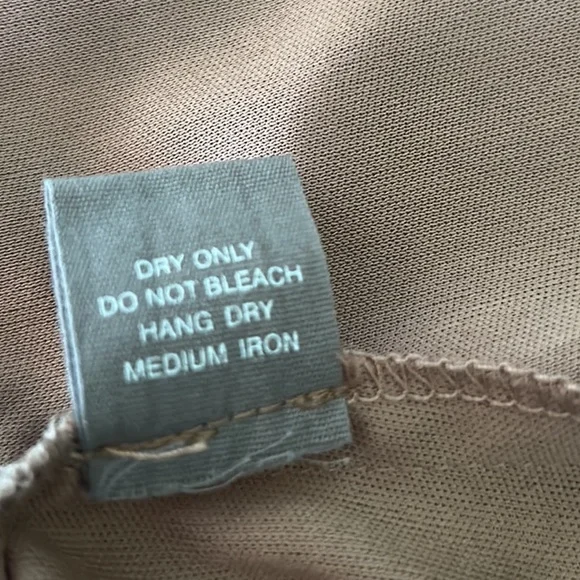 DRY ONLY
DO NOT BLEACH
HANG DRY
MEDIUM IRON